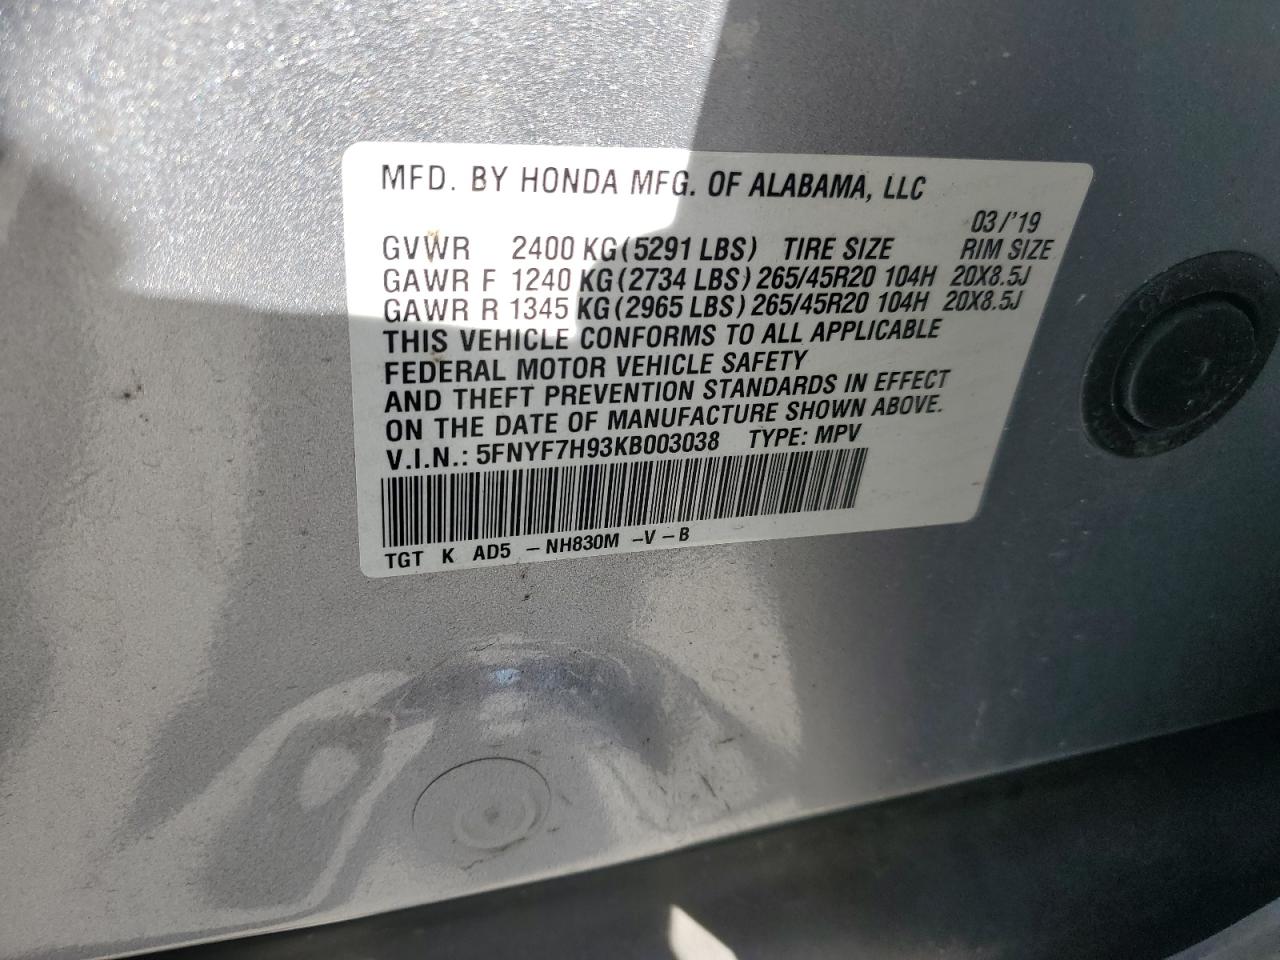 MFD. BY HONDA MFG. OF ALABAMA, LLC
03/'19
GVWR 2400 KG(5291 LBS) TIRE SIZE RIM SIZE
GAWR F 1240 KG(2734 LBS) 265/45R20 104H 20X8.5J
GAWR R 1345 KG(2965 LBS) 265/45R20 104H 20X8.5J
THIS VEHICLE CONFORMS TO ALL APPLICABLE
FEDERAL MOTOR VEHICLE SAFETY
AND THEFT PREVENTION STANDARDS IN EFFECT
ON THE DATE OF MANUFACTURE SHOWN ABOVE.
V.I.N.: 5FNYF7H93KB003038 TYPE: MPV
TGT K AD5 -NH830M -V-B